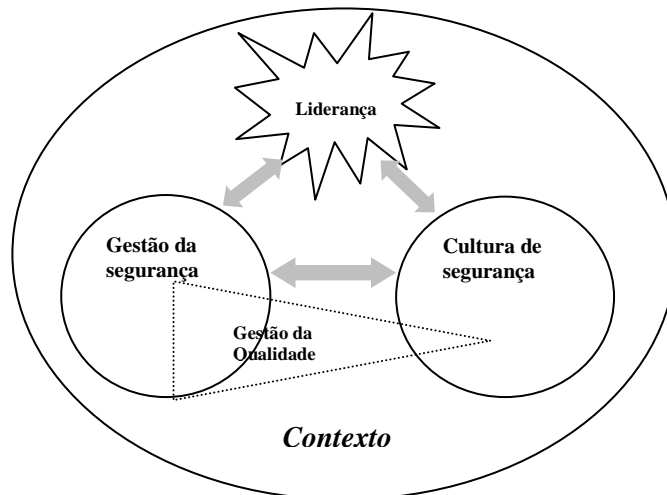 Liderança
Gestão da
segurança
Cultura de
segurança
Gestão da
Qualidade
Contexto